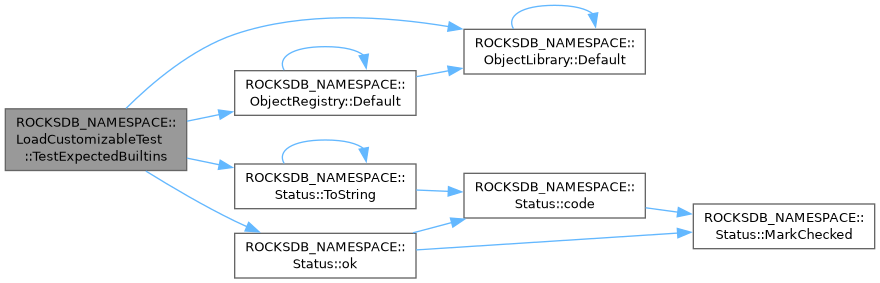 ROCKSDB_NAMESPACE::
LoadCustomizableTest
::TestExpectedBuiltins
ROCKSDB_NAMESPACE::
ObjectLibrary::Default
ROCKSDB_NAMESPACE::
ObjectRegistry::Default
ROCKSDB_NAMESPACE::
Status::ToString
ROCKSDB_NAMESPACE::
Status::code
ROCKSDB_NAMESPACE::
Status::MarkChecked
ROCKSDB_NAMESPACE::
Status::ok